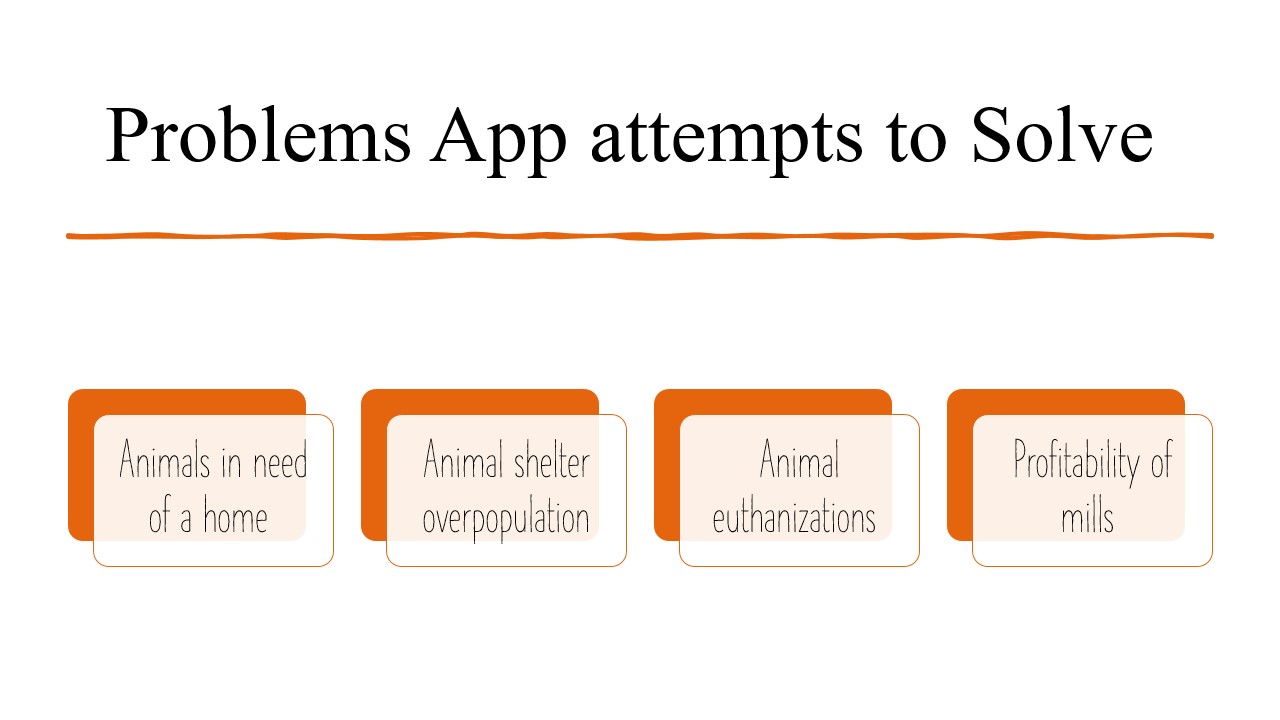 Problems App attempts to Solve
Animals in need
of a home
Animal shelter
overpopulation
Animal
euthanizations
Profitability of
mills